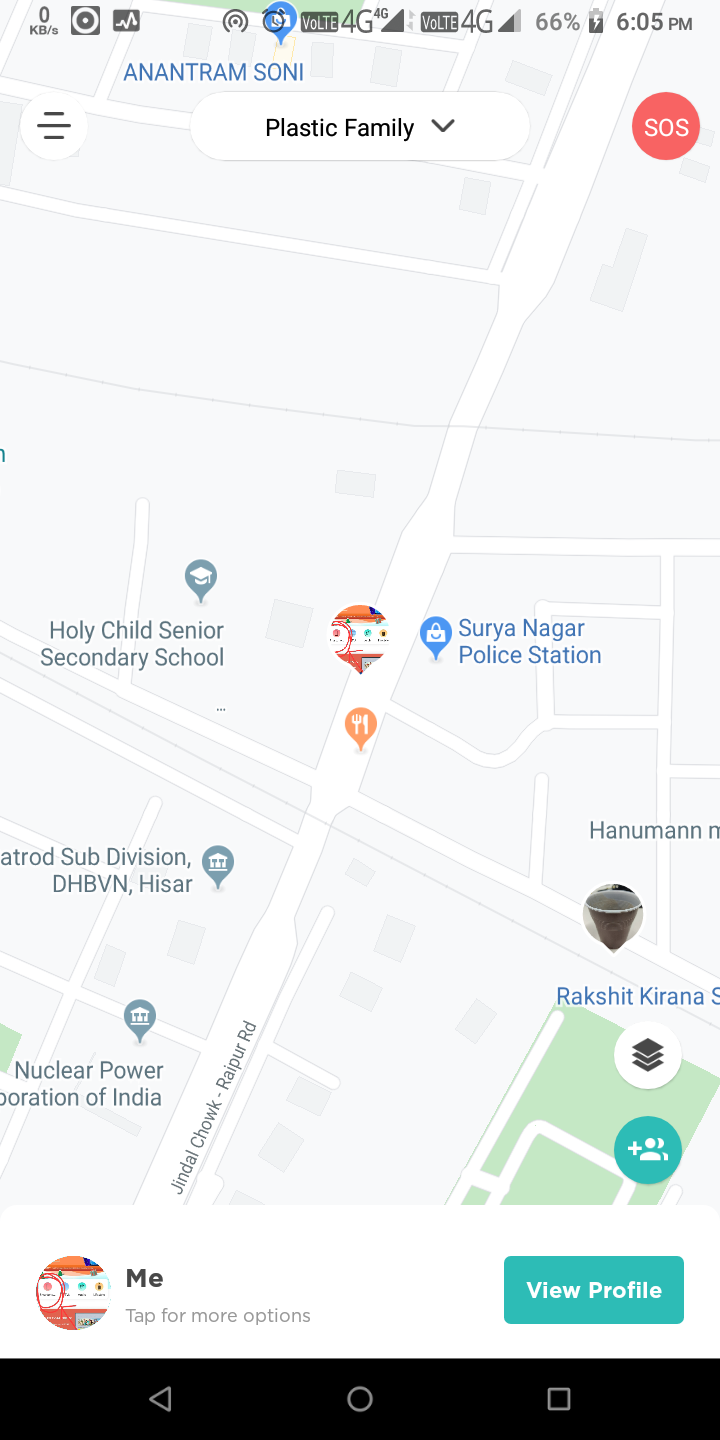 0
KB/s
VoLTE 4G 4G VoLTE 4G 66% 6:05 PM
ANANTRAM SONI
Plastic Family
SOS
n
Holy Child Senior
Secondary School
Surya Nagar
Police Station
...
Hanumann m
atrod Sub Division,
DHBVN, Hisar
Rakshit Kirana S
Nuclear Power
poration of India
Jindal Chowk - Raipur Rd
Me
Tap for more options
View Profile